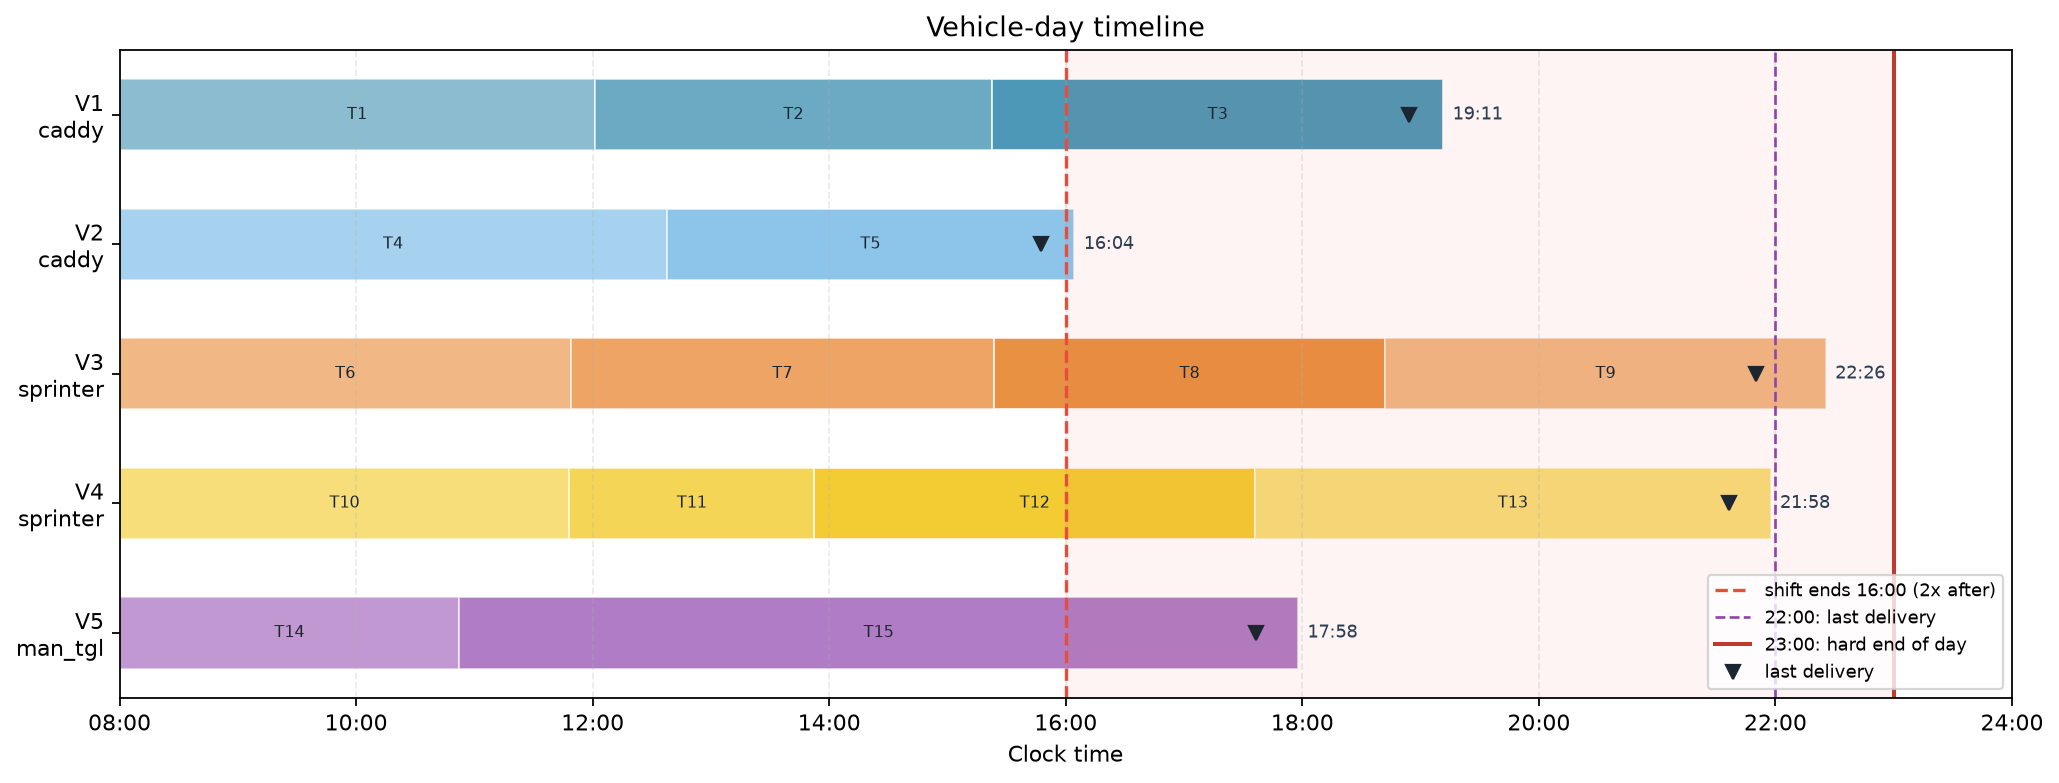 Vehicle-day timeline
V1
caddy
T1
T2
T3
19:11
V2
caddy
T4
T5
16:04
V3
sprinter
T6
T7
T8
T9
22:26
V4
sprinter
T10
T11
T12
T13
21:58
V5
man_tgl
T14
T15
17:58
shift ends 16:00 (2x after)
22:00: last delivery
23:00: hard end of day
last delivery
08:00
10:00
12:00
14:00
16:00
18:00
20:00
22:00
24:00
Clock time